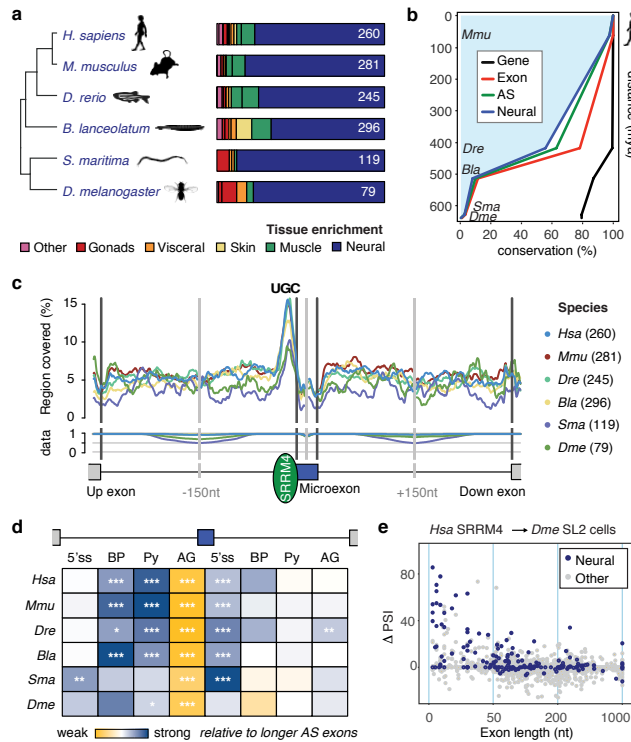 a
H. sapiens
260
M. musculus
281
D. rerio
245
B. lanceolatum
296
S. maritima
119
D. melanogaster
79
Tissue enrichment
Other Gonads Visceral Skin Muscle Neural
b
0
100
200
300
400
500
600
Mmu
Gene
Exon
AS
Neural
Dre
Bla
Sma
Dme
0 20 40 60 80 100
conservation (%)
c
UGC
Region covered (%)
15
10
5
0
data
1
0
Up exon
-150nt
SRRM4
Microexon
+150nt
Down exon
Species
Hsa (260)
Mmu (281)
Dre (245)
Bla (296)
Sma (119)
Dme (79)
d
5'ss BP Py AG 5'ss BP Py AG
Hsa *** *** *** ***
Mmu *** *** *** ***
Dre * *** *** *** **
Bla *** *** *** ***
Sma ** *** ***
Dme * ***
weak strong relative to longer AS exons
e
Hsa SRRM4 → Dme SL2 cells
Neural
Other
Δ PSI
80
40
0
0 50 200 1000
Exon length (nt)